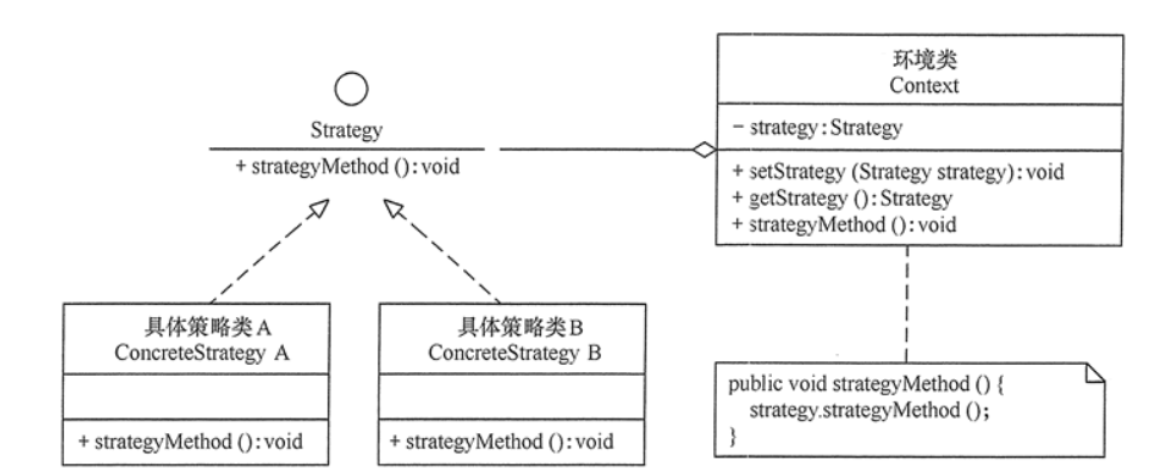 Strategy
+ strategyMethod ():void
环境类
Context
- strategy:Strategy
+ setStrategy (Strategy strategy):void
+ getStrategy ():Strategy
+ strategyMethod ():void
具体策略类A
ConcreteStrategy A
+ strategyMethod ():void
具体策略类B
ConcreteStrategy B
+ strategyMethod ():void
public void strategyMethod () {
strategy.strategyMethod ();
}